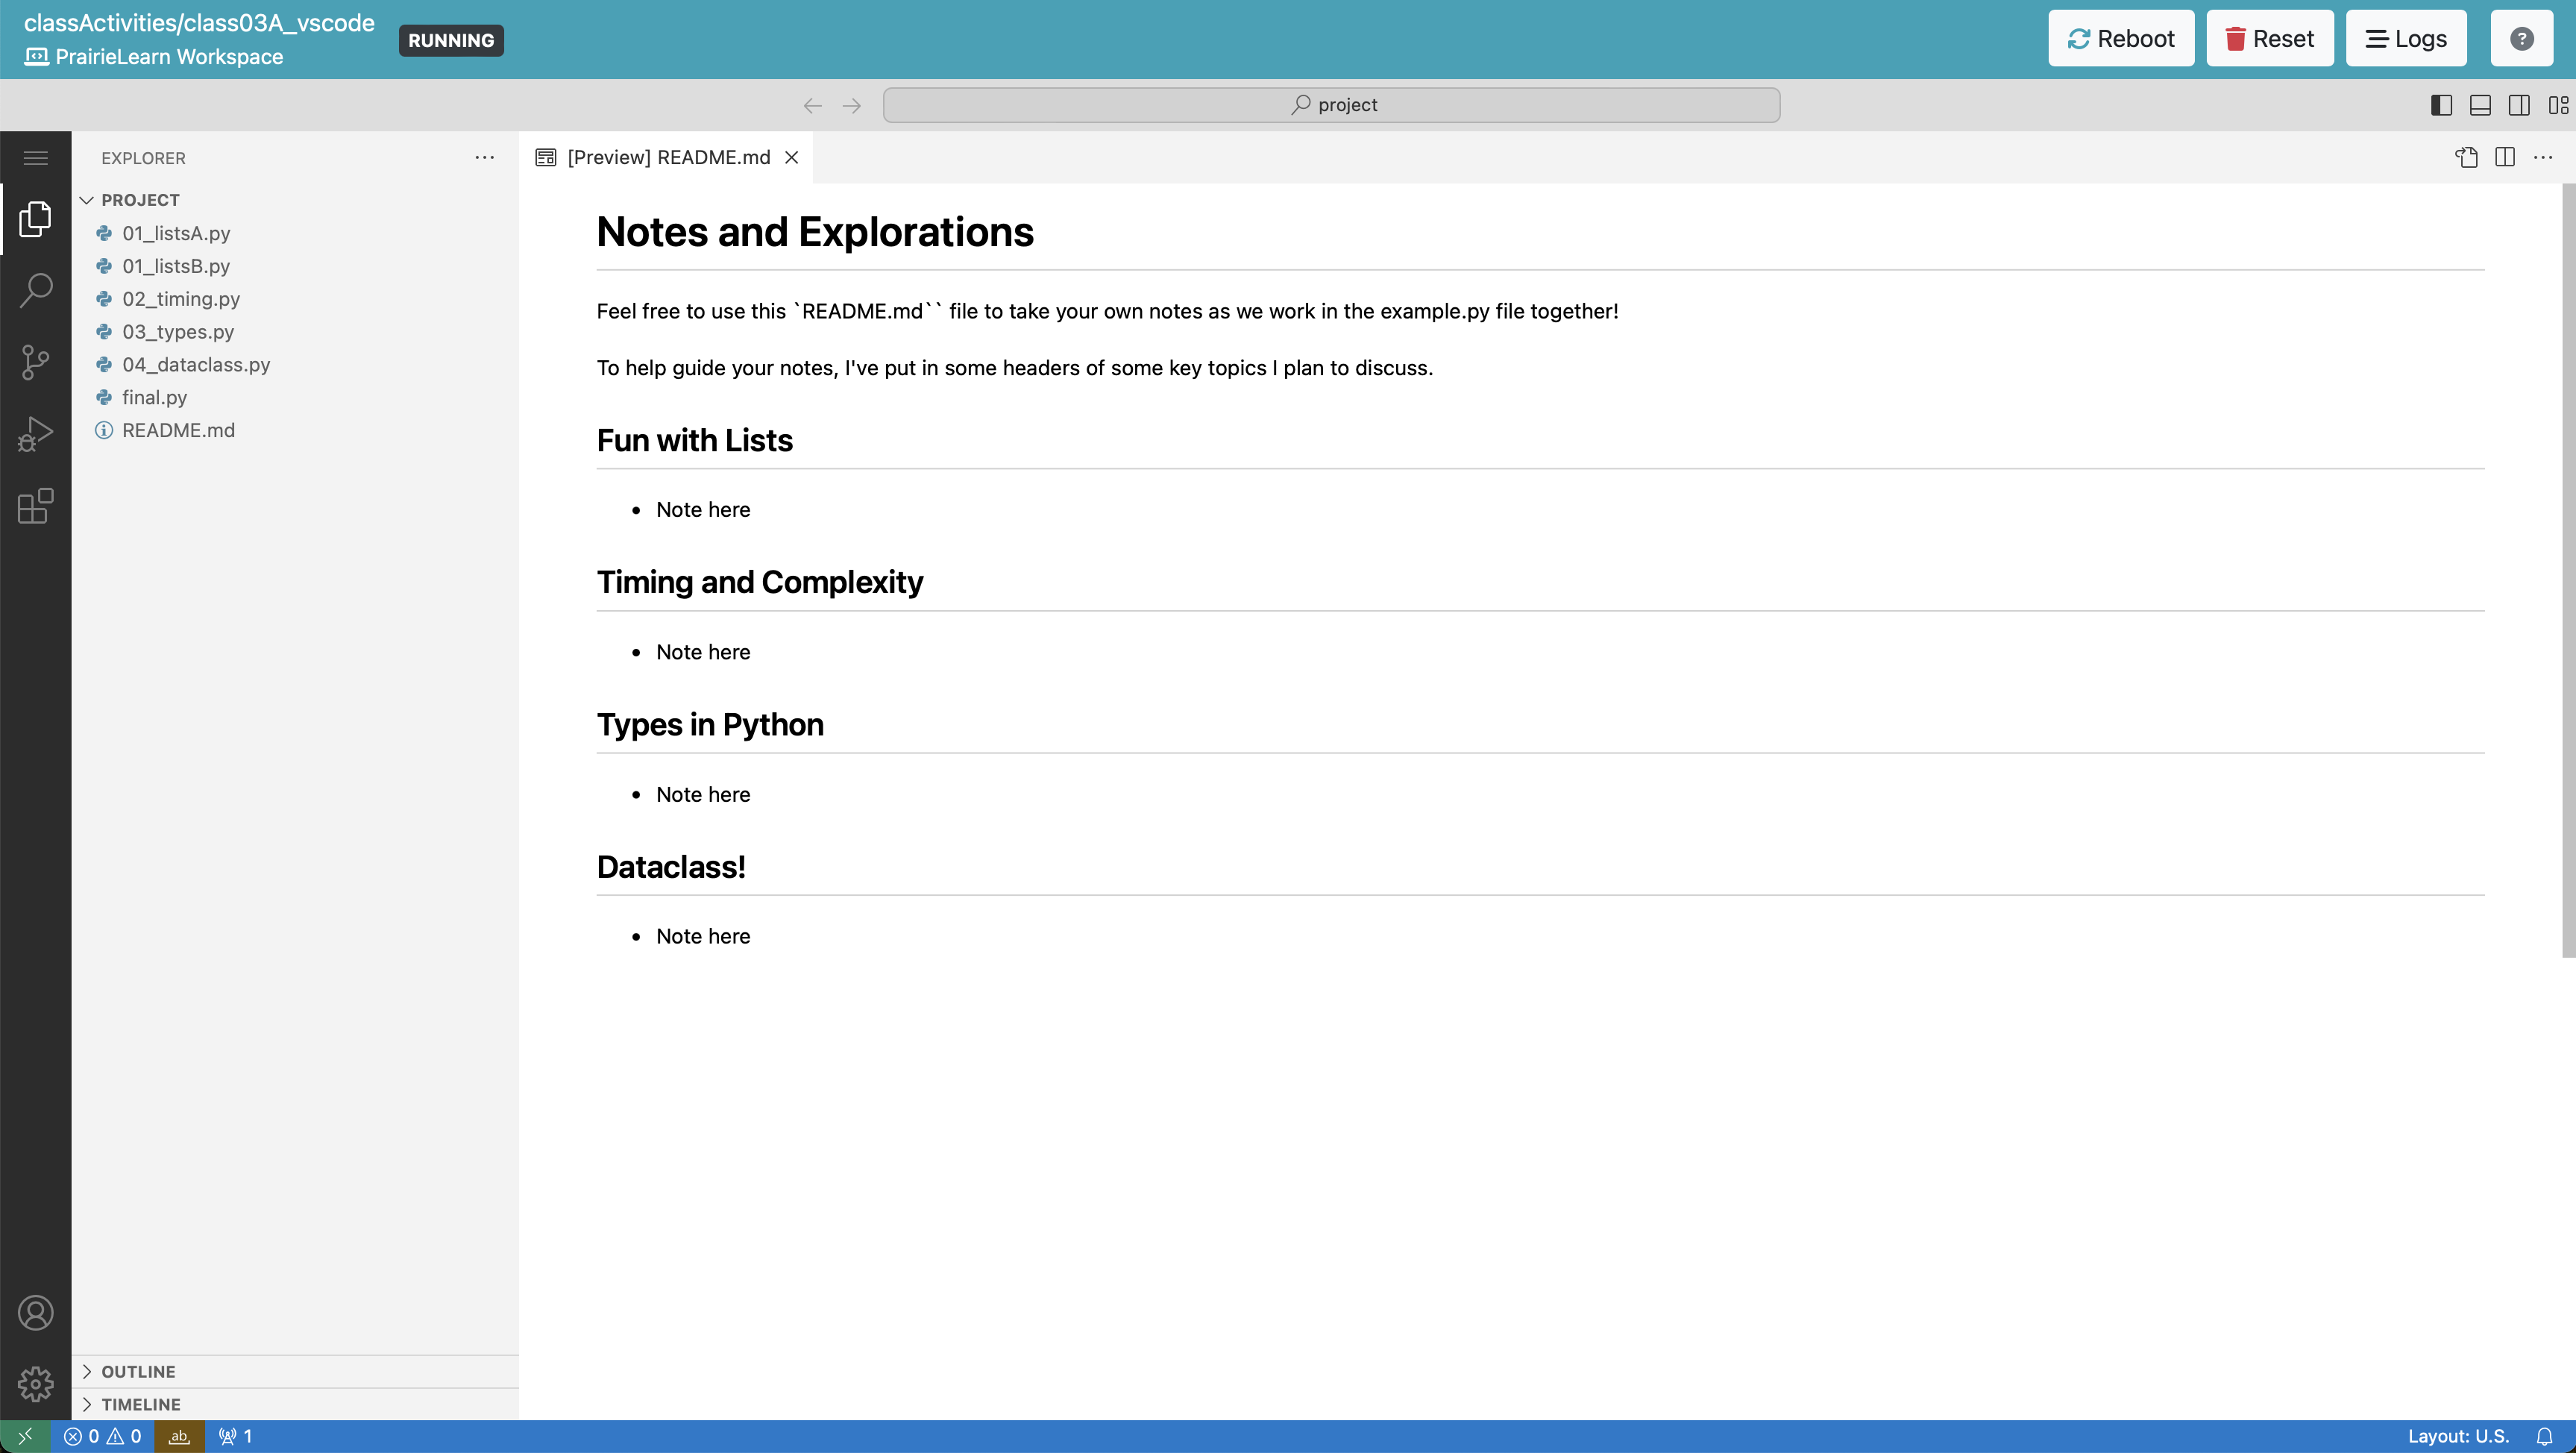 classActivities/class03A_vscode
PrairieLearn Workspace
RUNNING
Reboot
Reset
Logs
?
project
EXPLORER
[Preview] README.md
PROJECT
01_listsA.py
01_listsB.py
02_timing.py
03_types.py
04_dataclass.py
final.py
README.md
Notes and Explorations
Feel free to use this `README.md`` file to take your own notes as we work in the example.py file together!
To help guide your notes, I've put in some headers of some key topics I plan to discuss.
Fun with Lists
• Note here
Timing and Complexity
• Note here
Types in Python
• Note here
Dataclass!
• Note here
OUTLINE
TIMELINE
0 0 ab 1
Layout: U.S.